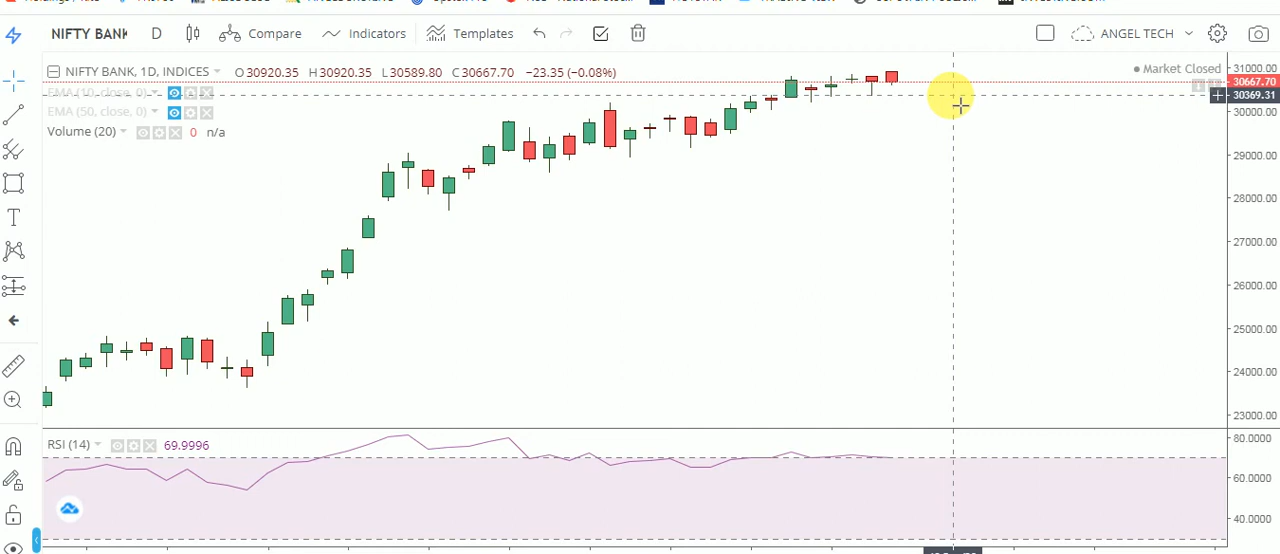 NIFTY BANK D Compare Indicators Templates ANGEL TECH
NIFTY BANK, 1D, INDICES O 30920.35 H 30920.35 L 30589.80 C 30667.70 −23.35 (−0.08%)
Market Closed
EMA (10, close, 0)
EMA (50, close, 0)
Volume (20) 0 n/a
31000.00
30667.70
30369.31
30000.00
29000.00
28000.00
27000.00
26000.00
25000.00
24000.00
23000.00
RSI (14) 69.9996
80.0000
60.0000
40.0000